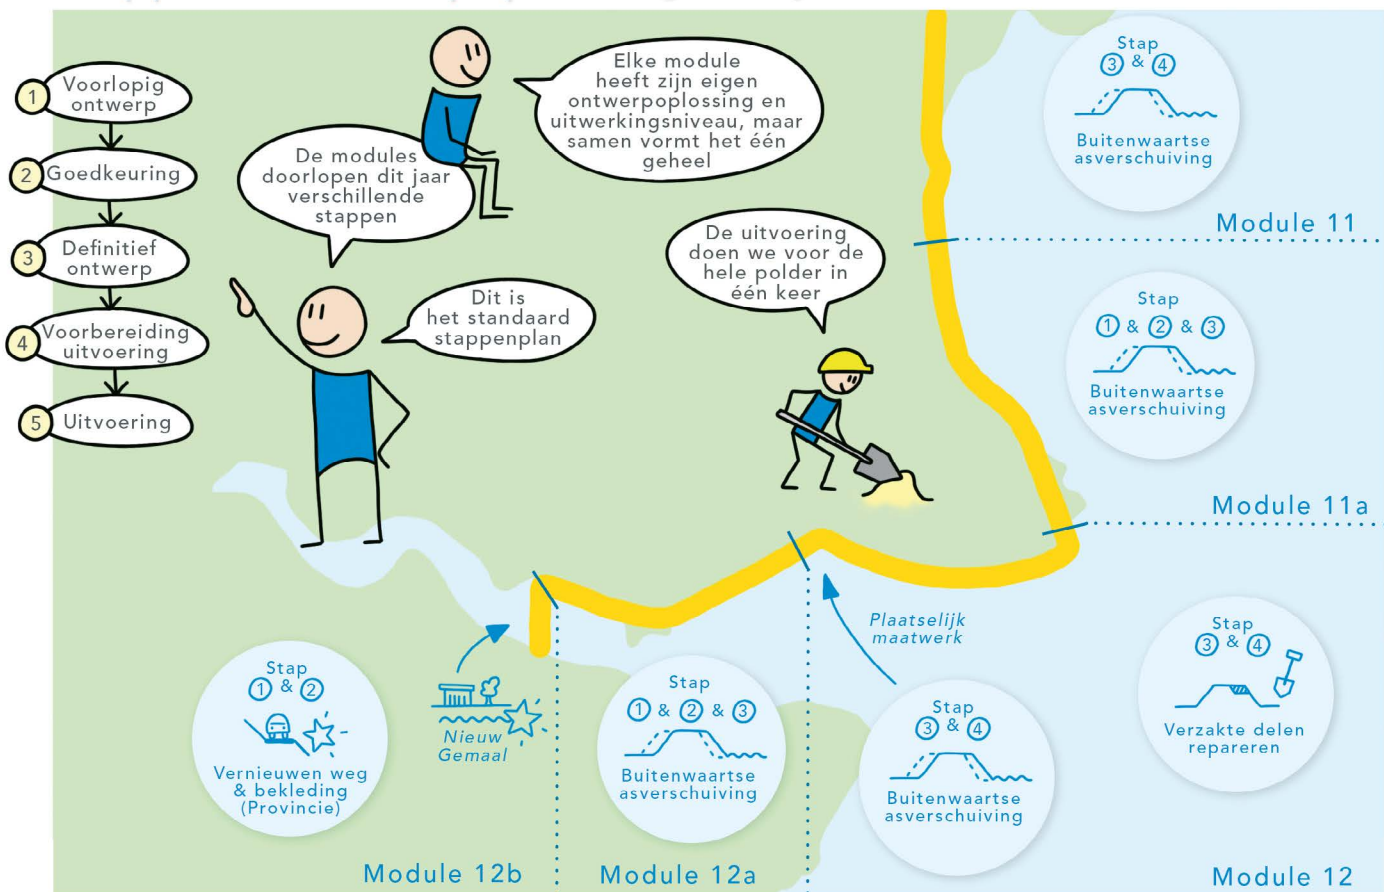 1
Voorlopig
ontwerp
2
Goedkeuring
3
Definitief
ontwerp
4
Voorbereiding
uitvoering
5
Uitvoering
De modules
doorlopen dit jaar
verschillende
stappen
Elke module
heeft zijn eigen
ontwerpoplossing en
uitwerkingsniveau, maar
samen vormt het één
geheel
Dit is
het standaard
stappenplan
De uitvoering
doen we voor de
hele polder in
één keer
Stap
3 & 4
Buitenwaartse
asverschuiving
Module 11
Stap
1 & 2 & 3
Buitenwaartse
asverschuiving
Module 11a
Plaatselijk
maatwerk
Stap
3 & 4
Verzakte delen
repareren
Stap
3 & 4
Buitenwaartse
asverschuiving
Module 12
Stap
1 & 2 & 3
Buitenwaartse
asverschuiving
Module 12a
Nieuw
Gemaal
Stap
1 & 2
Vernieuwen weg
& bekleding
(Provincie)
Module 12b